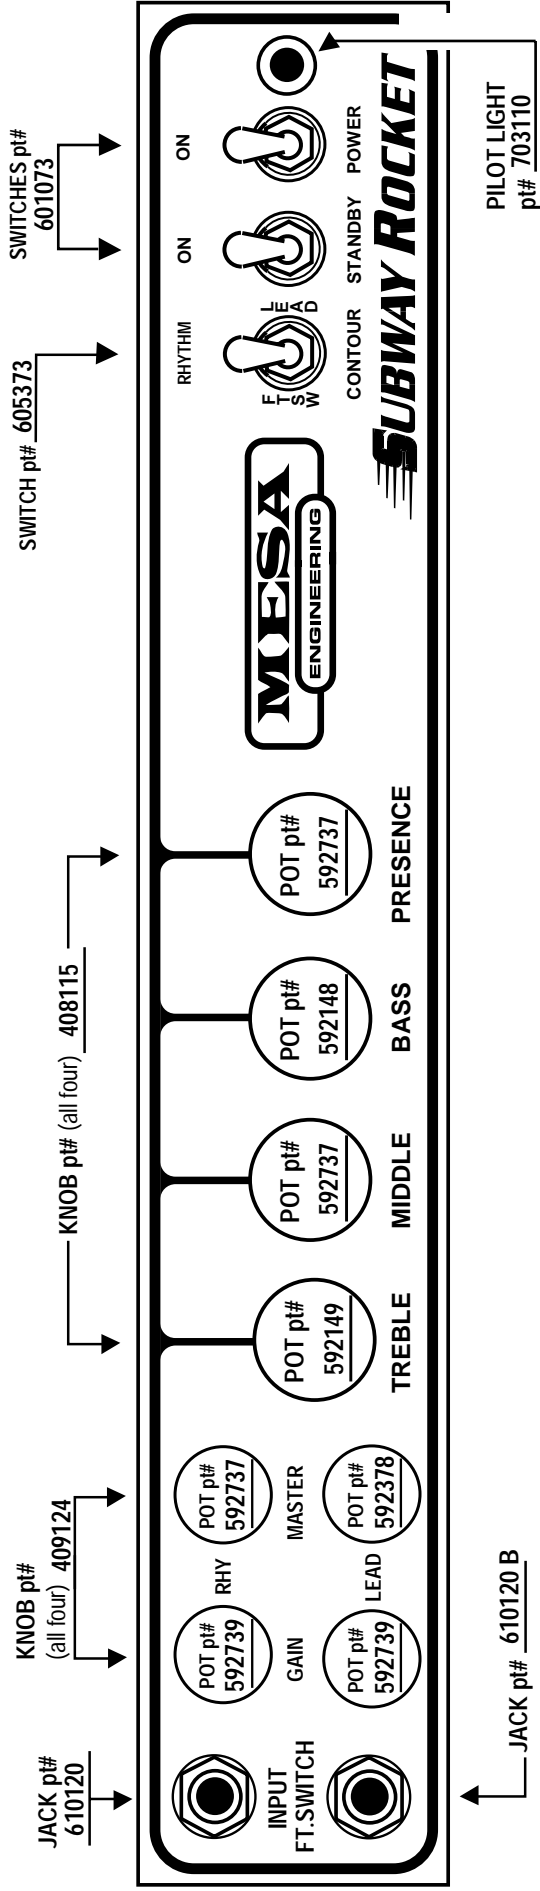 JACK pt#
610120
KNOB pt#
(all four) 409124
KNOB pt# (all four) 408115
SWITCH pt# 605373
SWITCHES pt#
601073
POT pt#
592739
POT pt#
592737
RHY
GAIN
MASTER
LEAD
POT pt#
592739
POT pt#
592378
INPUT
FT.SWITCH
POT pt#
592149
TREBLE
POT pt#
592737
MIDDLE
POT pt#
592148
BASS
POT pt#
592737
PRESENCE
MESA
ENGINEERING
RHYTHM
FTSW
LEAD
CONTOUR
ON
STANDBY
ON
POWER
SUBWAY ROCKET
JACK pt# 610120 B
PILOT LIGHT
pt# 703110